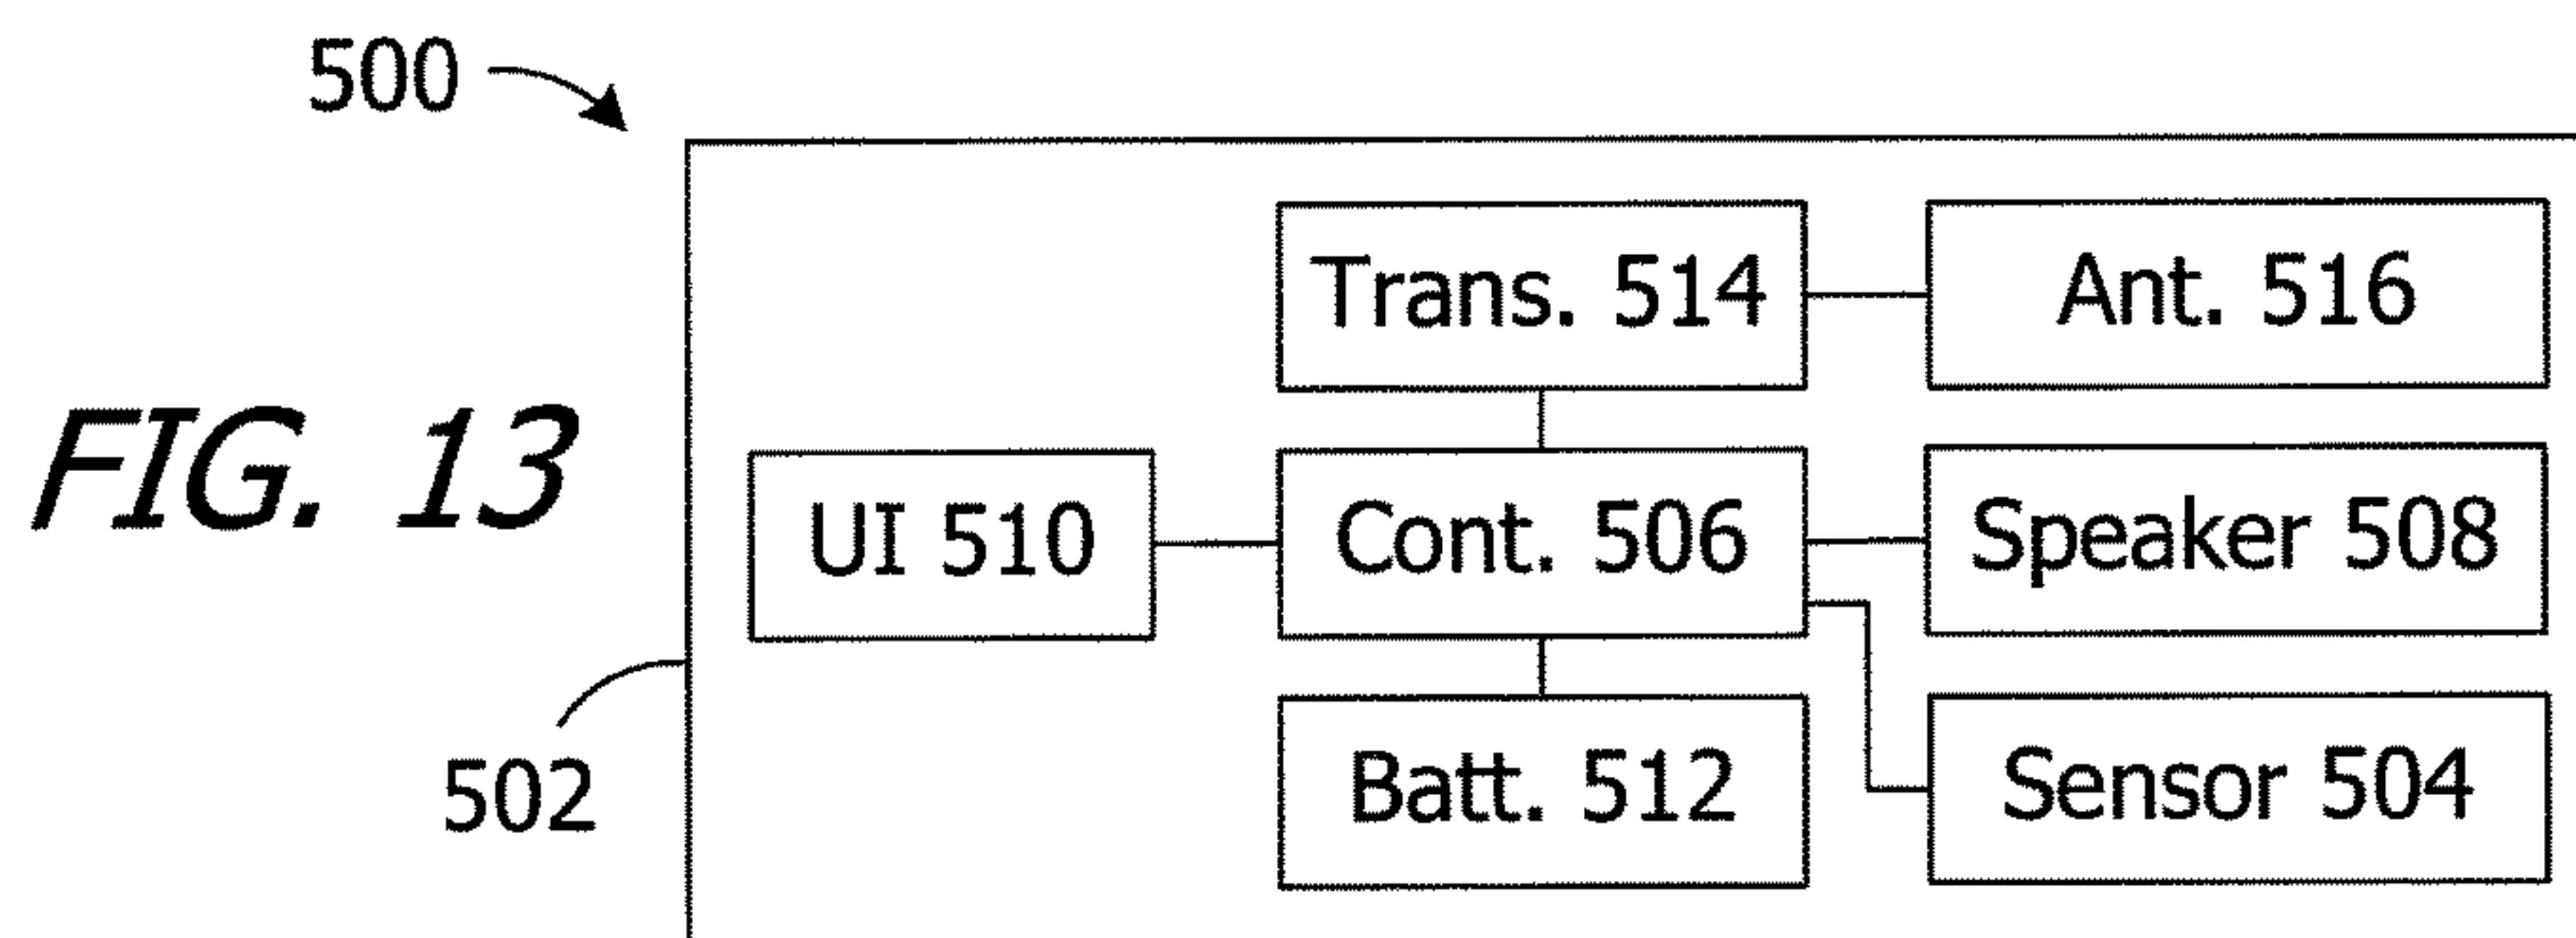 500
Trans. 514
Ant. 516
FIG. 13
UI 510
Cont. 506
Speaker 508
502
Batt. 512
Sensor 504